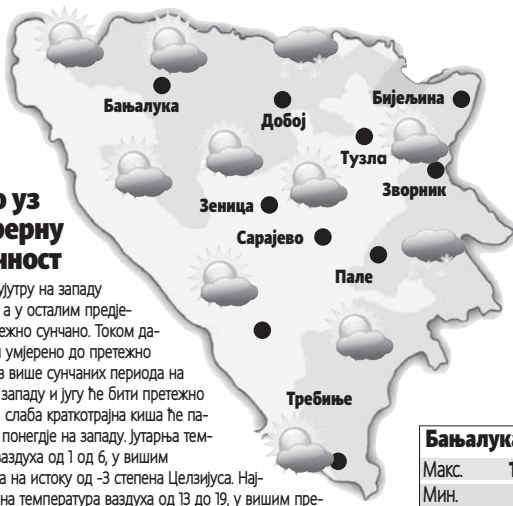 Бањалука
Добој
Бијељина
Тузла
Зворник
Зеница
Сарајево
Пале
Требиње
уз
ујутру на западу
а у осталим предје-
сунчано. Током да-
умјерено до претежно
више сунчаних периода на
западу и југу ће бити претежно
слаба краткотрајна киша ће па-
понегдје на западу. Јутарња тем-
ваздуха од 1 од 6, у вишим
на истоку од -3 степена Целзијуса. Нај-
температура ваздуха од 13 до 19, у вишим пре-
Бањалука
Макс.
Мин.